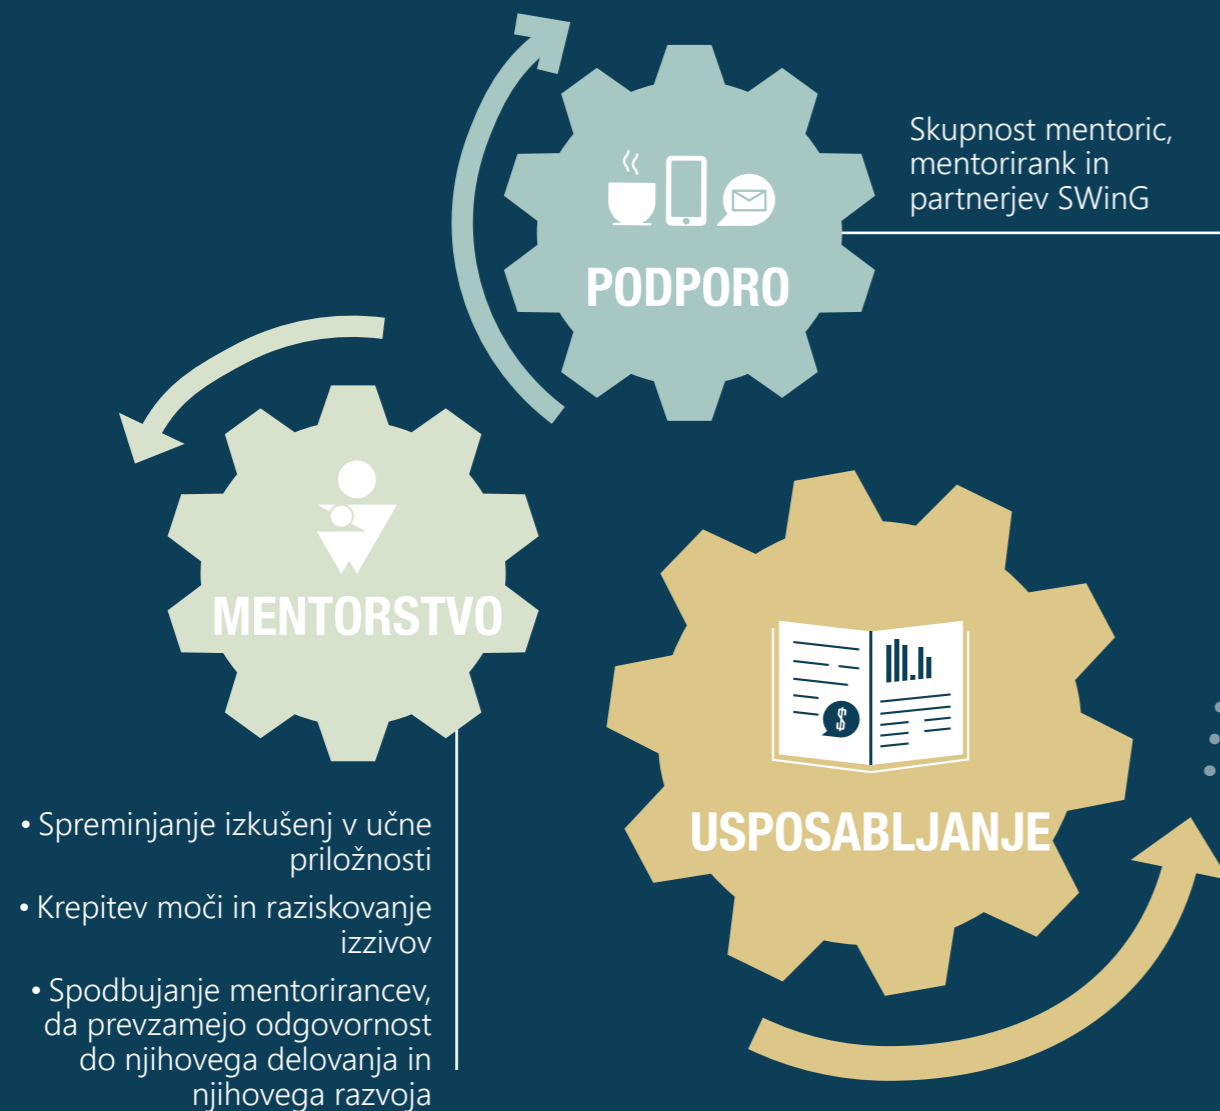 Skupnost mentoric,
mentorirank in
partnerjev SWinG
PODPORO
MENTORSTVO
$
USPOSABLJANJE
• Spreminjanje izkušenj v učne
priložnosti
• Krepitev moči in raziskovanje
izzivov
• Spodbujanje mentorirancev,
da prevzamejo odgovornost
do njihovega delovanja in
njihovega razvoja